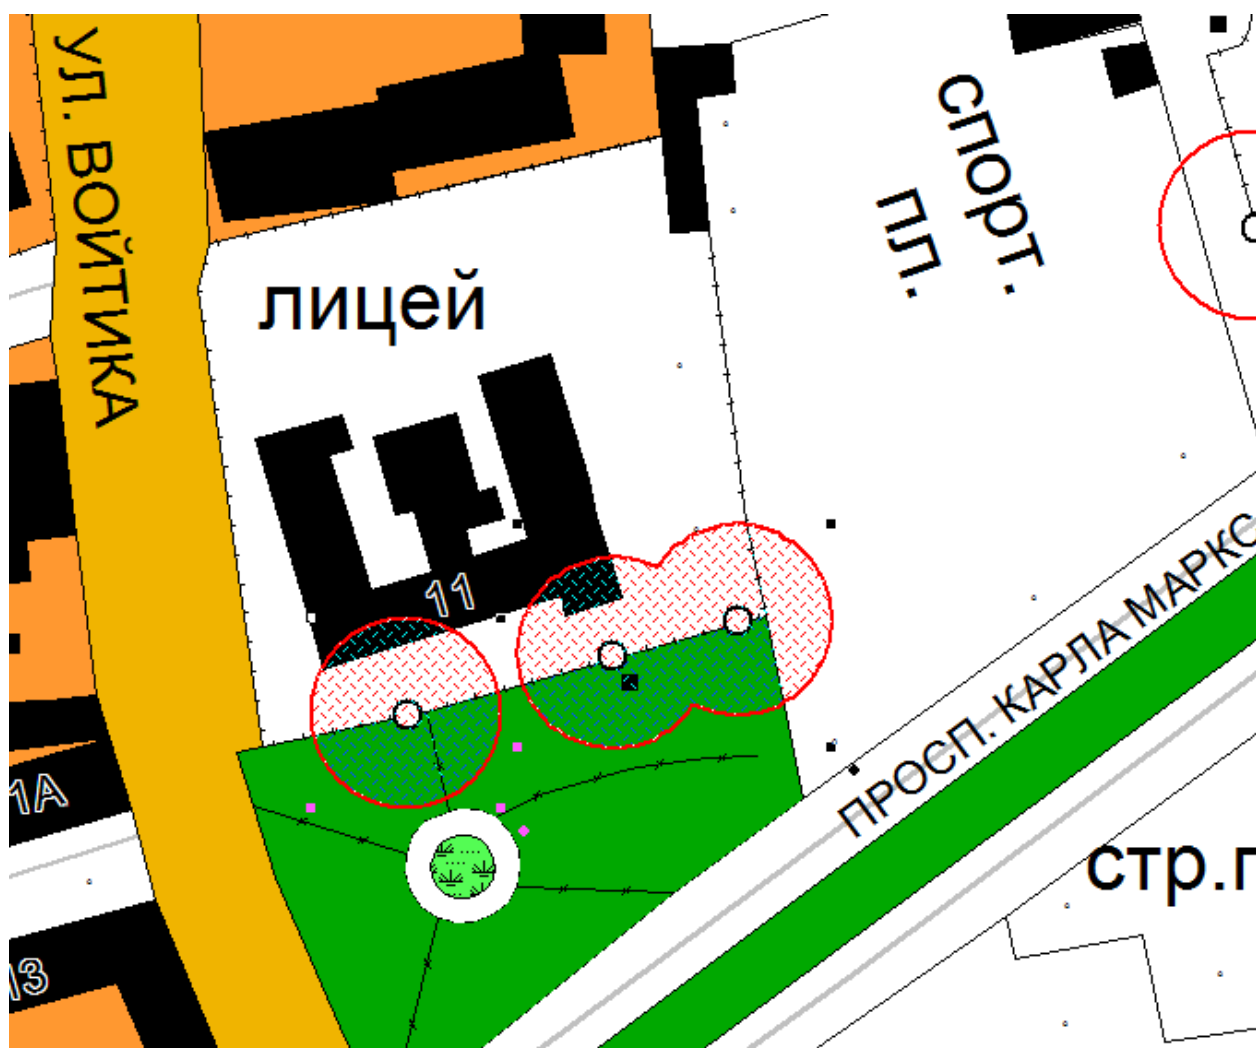 УЛ. ВОЙТИКА
спорт.
пл.
лицей
11
ПРОСП. КАРЛА МАРКС
1А
стр.п
13